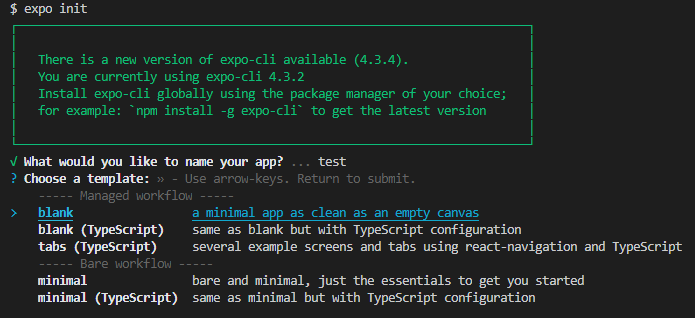 $ expo init
There is a new version of expo-cli available (4.3.4).
You are currently using expo-cli 4.3.2
Install expo-cli globally using the package manager of your choice;
for example: `npm install -g expo-cli` to get the latest version
√ What would you like to name your app? ... test
? Choose a template: » - Use arrow-keys. Return to submit.
----- Managed workflow -----
> blank a minimal app as clean as an empty canvas
blank (TypeScript) same as blank but with TypeScript configuration
tabs (TypeScript) several example screens and tabs using react-navigation and TypeScript
----- Bare workflow -----
minimal bare and minimal, just the essentials to get you started
minimal (TypeScript) same as minimal but with TypeScript configuration